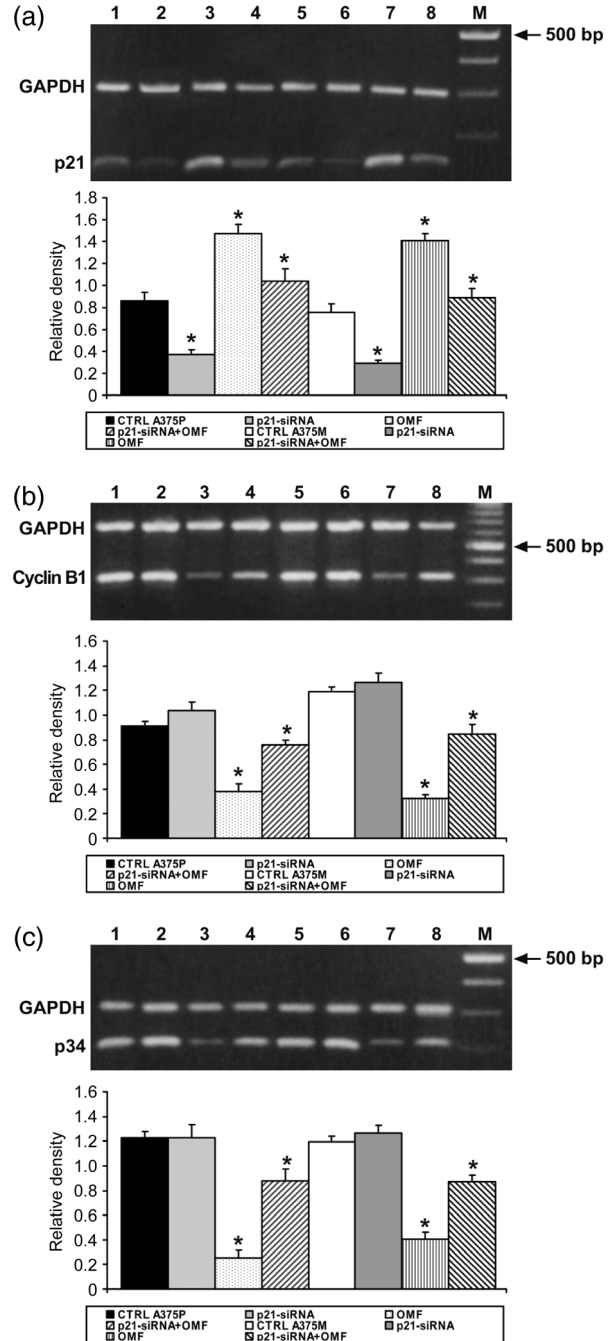 (a)
1 2 3 4 5 6 7 8 M
500 bp
GAPDH
p21
1.8
1.6
1.4
1.2
1.0
0.8
0.6
0.4
0.2
0
Relative density
* * * * * *
CTRL A375P p21-siRNA OMF
p21-siRNA+OMF CTRL A375M p21-siRNA
OMF p21-siRNA+OMF
(b)
1 2 3 4 5 6 7 8 M
GAPDH
500 bp
Cyclin B1
1.6
1.4
1.2
1.0
0.8
0.6
0.4
0.2
0
Relative density
* * * *
CTRL A375P p21-siRNA OMF
p21-siRNA+OMF CTRL A375M p21-siRNA
OMF p21-siRNA+OMF
(c)
1 2 3 4 5 6 7 8 M
500 bp
GAPDH
p34
1.6
1.4
1.2
1.0
0.8
0.6
0.4
0.2
0
Relative density
* * * *
CTRL A375P p21-siRNA OMF
p21-siRNA+OMF CTRL A375M p21-siRNA
OMF p21-siRNA+OMF